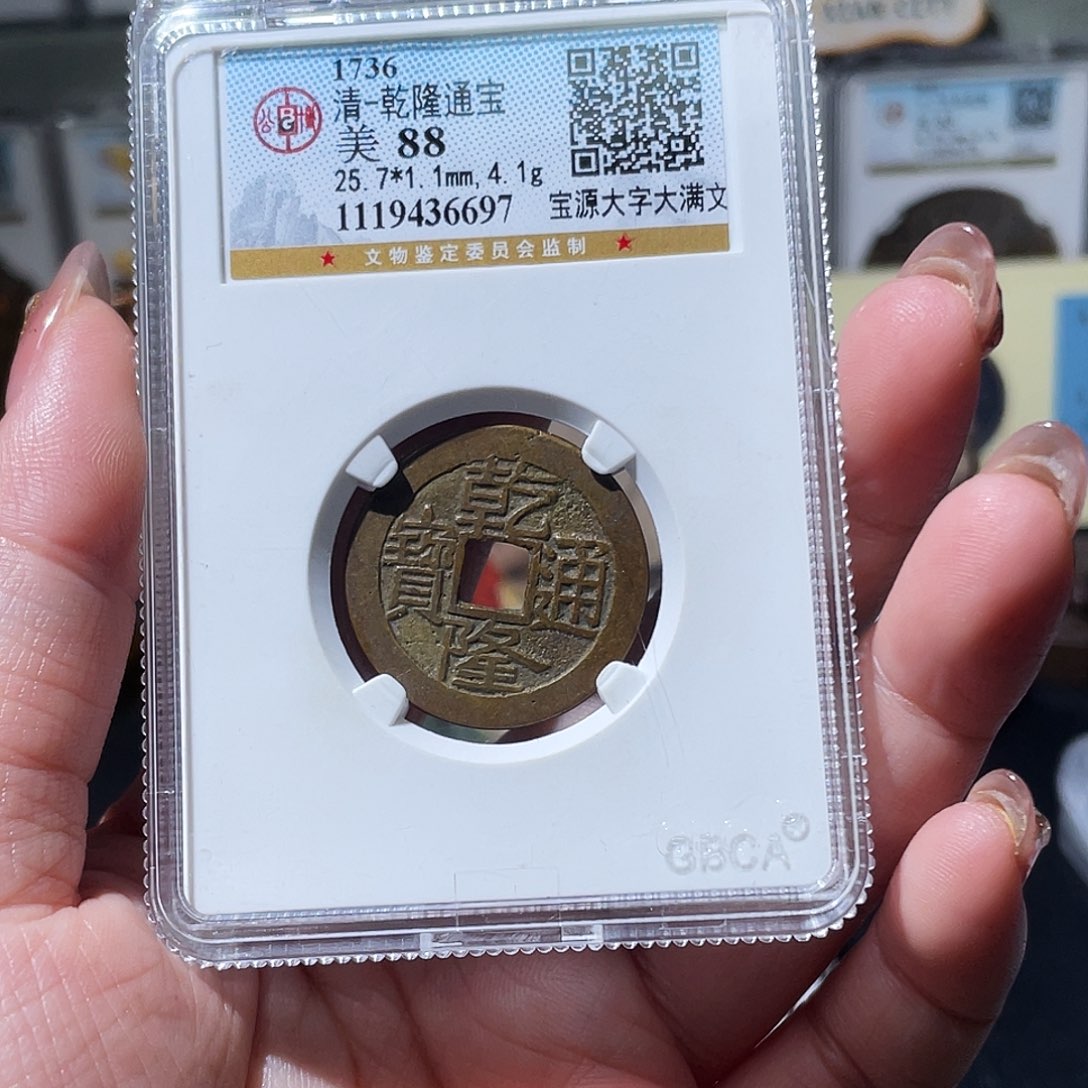 1736
清-乾隆通宝
美 88
25.7*1.1mm,4.1g
1119436697 宝源大字大满文
★ 文物鉴定委员会监制 ★
乾隆通寶
GBCA